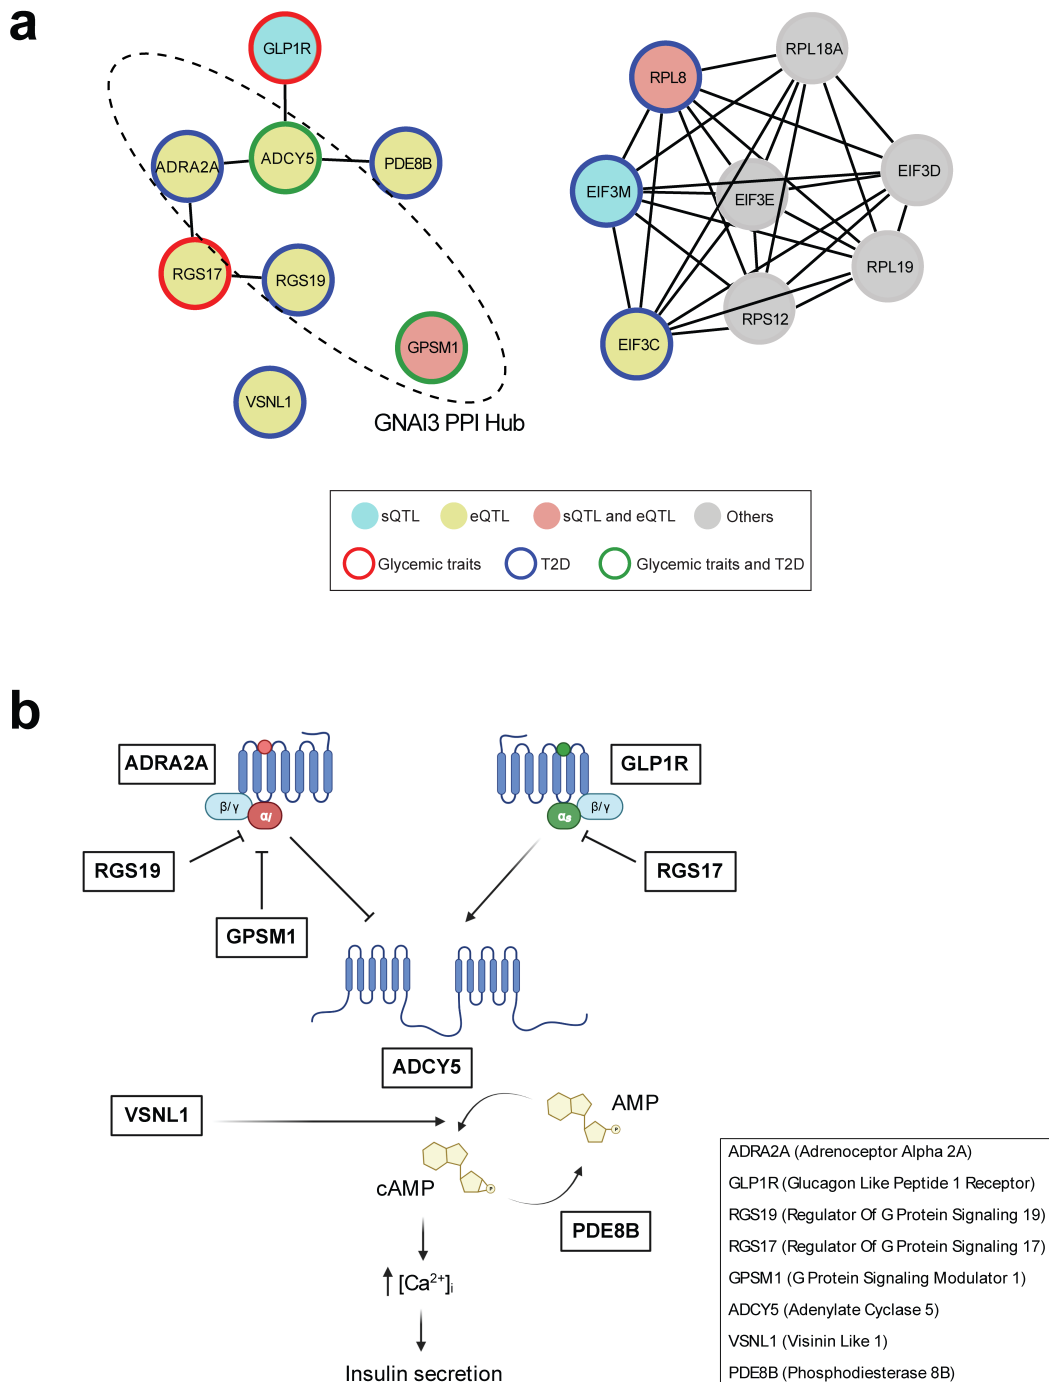 a
GLP1R
ADRA2A
ADCY5
PDE8B
RGS17
RGS19
GPSM1
VSNL1
GNAI3 PPI Hub
RPL18A
RPL8
EIF3D
EIF3M
EIF3E
RPL19
RPS12
EIF3C
sQTL
eQTL
sQTL and eQTL
Others
Glycemic traits
T2D
Glycemic traits and T2D
b
ADRA2A
GLP1R
β/γ
αi
αs
β/γ
RGS19
RGS17
GPSM1
ADCY5
VSNL1
AMP
P
cAMP
P
PDE8B
[Ca²⁺]ᵢ
Insulin secretion
ADRA2A (Adrenoceptor Alpha 2A)
GLP1R (Glucagon Like Peptide 1 Receptor)
RGS19 (Regulator Of G Protein Signaling 19)
RGS17 (Regulator Of G Protein Signaling 17)
GPSM1 (G Protein Signaling Modulator 1)
ADCY5 (Adenylate Cyclase 5)
VSNL1 (Visinin Like 1)
PDE8B (Phosphodiesterase 8B)